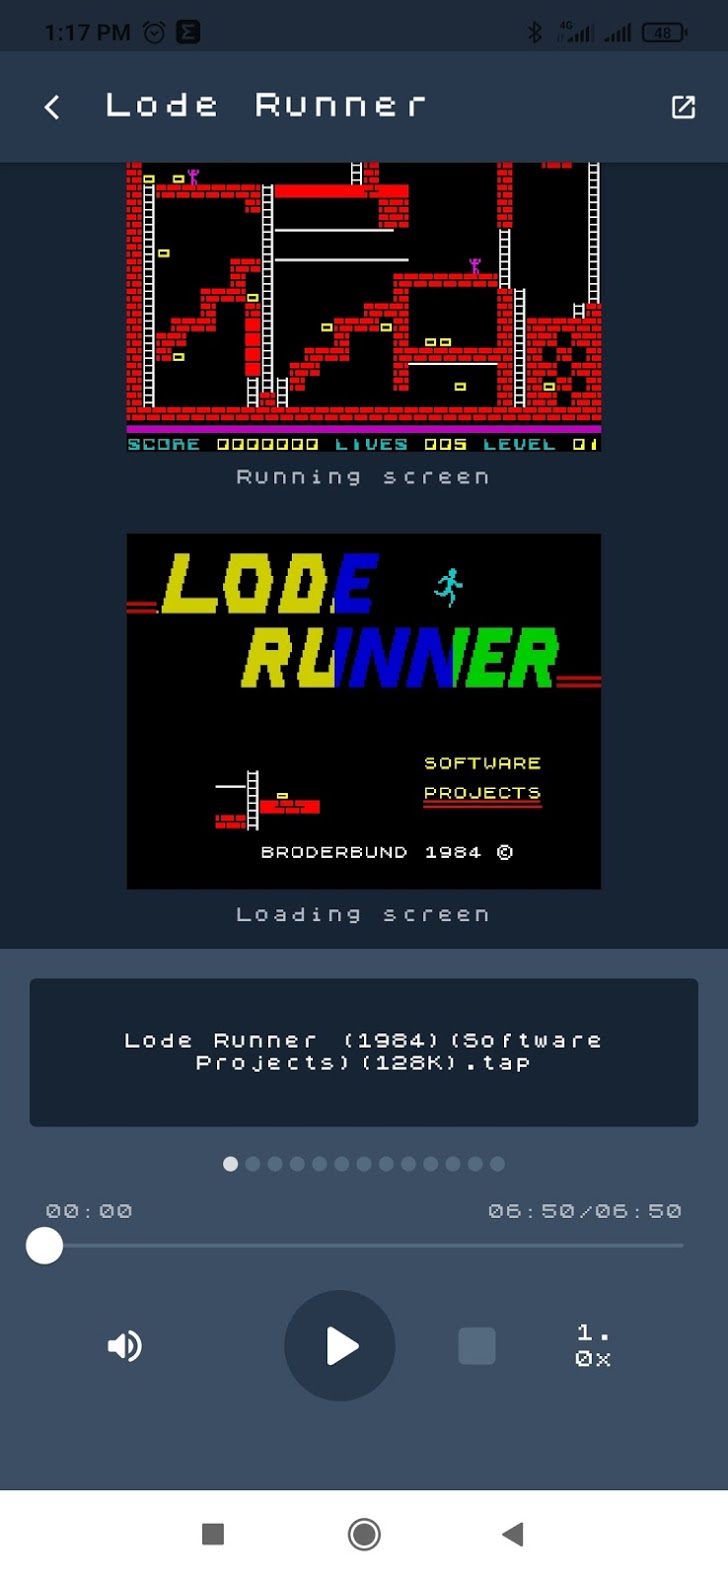 1:17 PM 4G 48
Lode Runner
SCORE 0000000 LIVES 005 LEVEL 01
Running screen
LODE
RUNNER
SOFTWARE
PROJECTS
BRODERBUND 1984 ©
Loading screen
Lode Runner (1984)(Software
Projects)(128K).tap
00:00 06:50/06:50
1.
0x